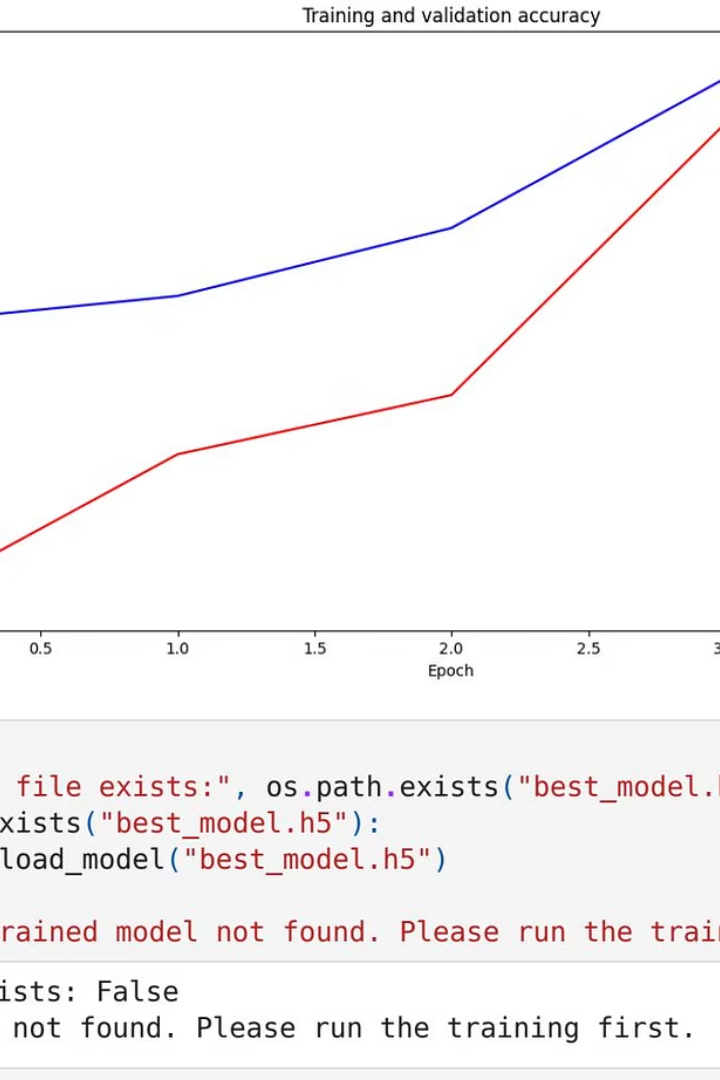 Training and validation accuracy
0.5 1.0 1.5 2.0 2.5
Epoch
file exists:", os.path.exists("best_model.
xists("best_model.h5"):
load_model("best_model.h5")
rained model not found. Please run the train
ists: False
not found. Please run the training first.